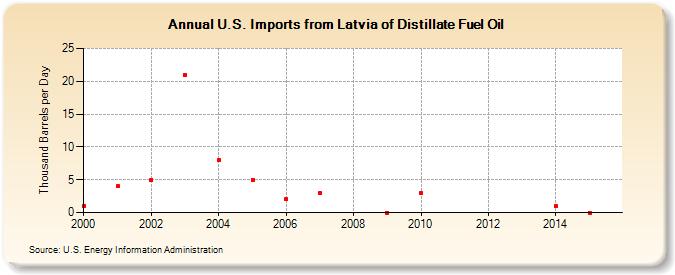 Annual U.S. Imports from Latvia of Distillate Fuel Oil
Thousand Barrels per Day
25
20
15
10
5
0
2000 2002 2004 2006 2008 2010 2012 2014
Source: U.S. Energy Information Administration